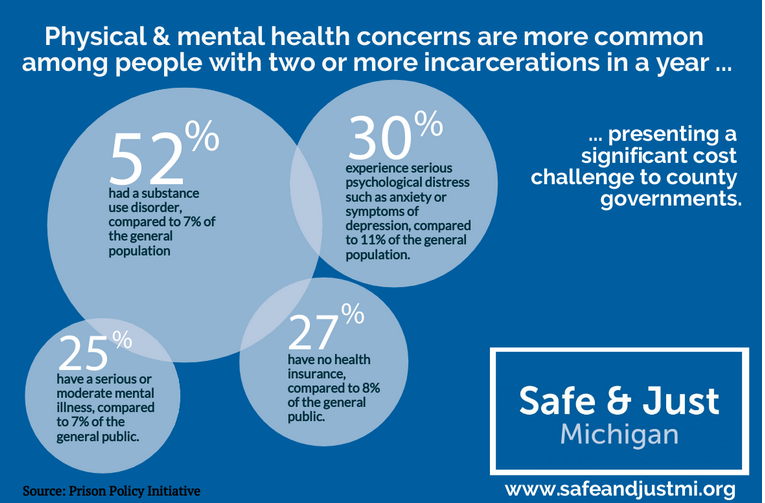 Physical & mental health concerns are more common
among people with two or more incarcerations in a year ...
52%
had a substance
use disorder,
compared to 7% of
the general
population
30%
experience serious
psychological distress
such as anxiety or
symptoms of
depression, compared
to 11% of the general
population.
... presenting a
significant cost
challenge to county
governments.
25%
have a serious or
moderate mental
illness, compared
to 7% of the
general public.
27%
have no health
insurance,
compared to 8%
of the general
public.
Safe & Just
Michigan
Source: Prison Policy Initiative
www.safeandjustmi.org